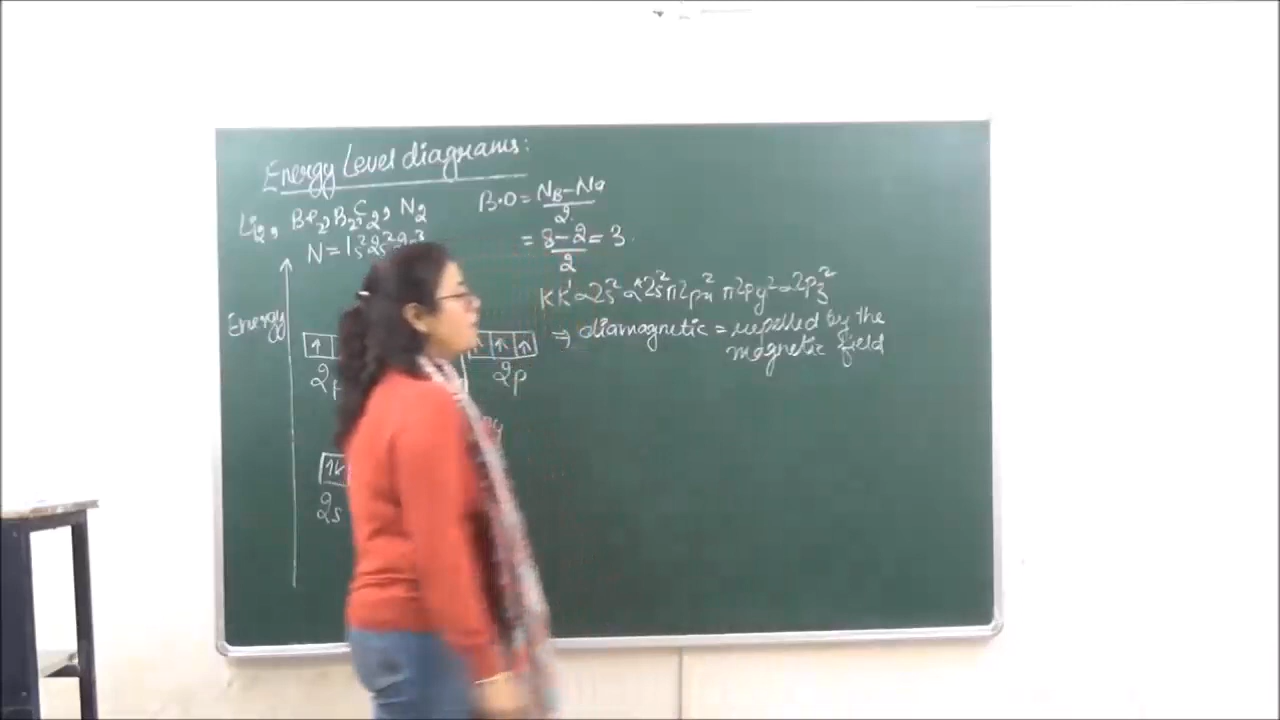 Energy Level diagrams:
Li2, Be2, B2, C2, N2
N = 1s² 2s² 2p³
B.O = NB - Na / 2
= 8 - 2 / 2 = 3.
KK' σ2s² σ*2s² π2px² π2py² σ2pz²
⇒ diamagnetic = repelled by the magnetic field
Energy
↑
2p
↑ ↑ ↑
2p
2s